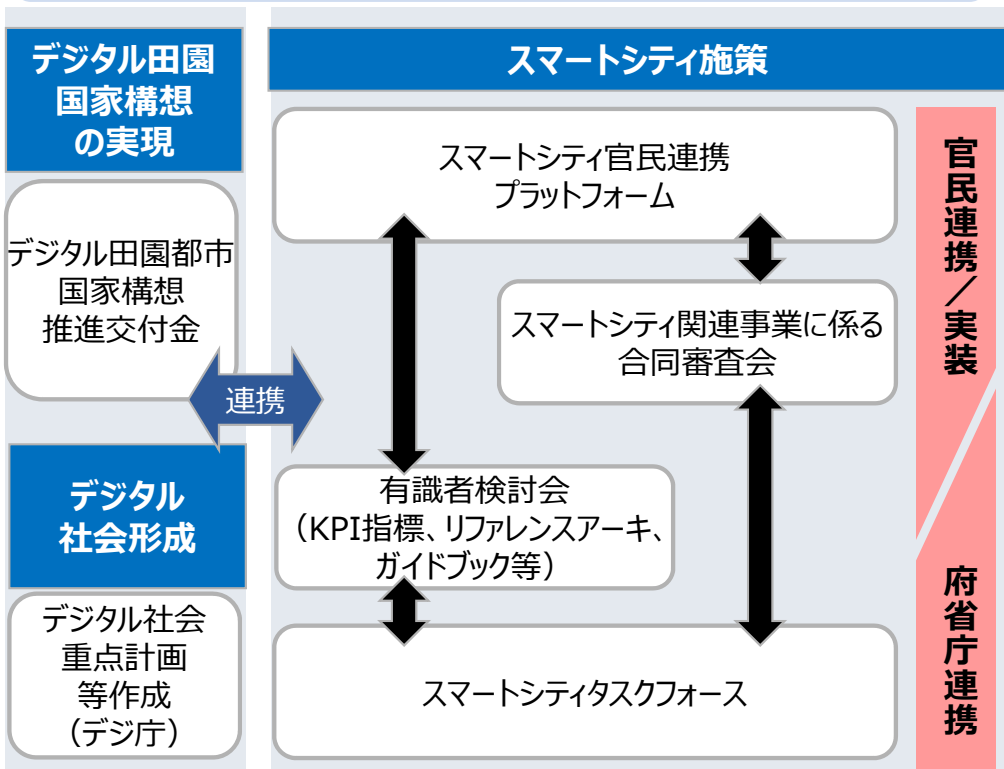 デジタル田園
国家構想
の実現
デジタル田園都市
国家構想
推進交付金
連携
デジタル
社会形成
デジタル社会
重点計画
等作成
（デジ庁）
スマートシティ施策
スマートシティ官民連携
プラットフォーム
スマートシティ関連事業に係る
合同審査会
有識者検討会
（KPI指標、リファレンスアーキ、
ガイドブック等）
スマートシティタスクフォース
官民連携／実装
府省庁連携